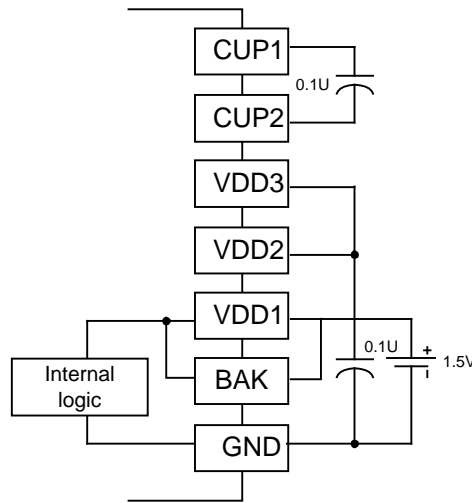 CUP1
0.1U
CUP2
VDD3
VDD2
VDD1
0.1U
+
1.5V
Internal
logic
BAK
GND